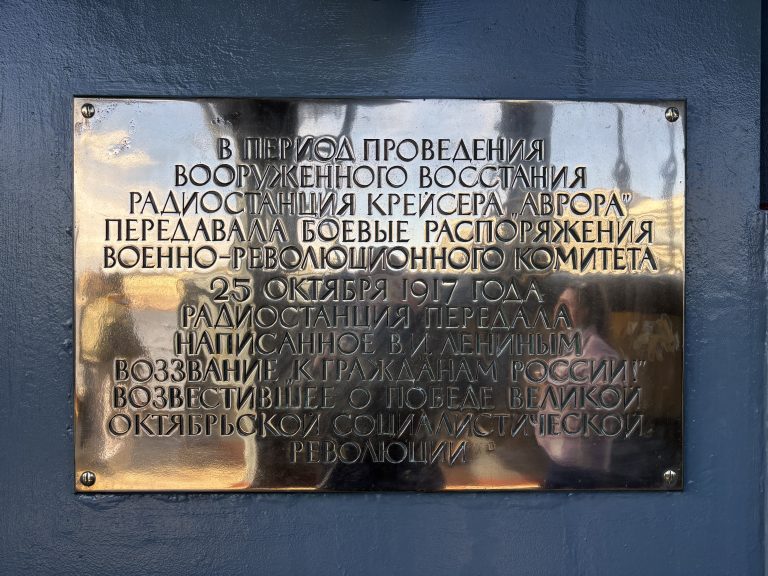 В ПЕРИОД ПРОВЕДЕНИЯ
ВООРУЖЕННОГО ВОССТАНИЯ
РАДИОСТАНЦИЯ КРЕЙСЕРА „АВРОРА”
ПЕРЕДАВАЛА БОЕВЫЕ РАСПОРЯЖЕНИЯ
ВОЕННО-РЕВОЛЮЦИОННОГО КОМИТЕТА
25 ОКТЯБРЯ 1917 ГОДА
РАДИОСТАНЦИЯ ПЕРЕДАЛА
НАПИСАННОЕ В.И. ЛЕНИНЫМ
ВОЗЗВАНИЕ „К ГРАЖДАНАМ РОССИИ!”
ВОЗВЕСТИВШЕЕ О ПОБЕДЕ ВЕЛИКОЙ
ОКТЯБРЬСКОЙ СОЦИАЛИСТИЧЕСКОЙ
РЕВОЛЮЦИИ